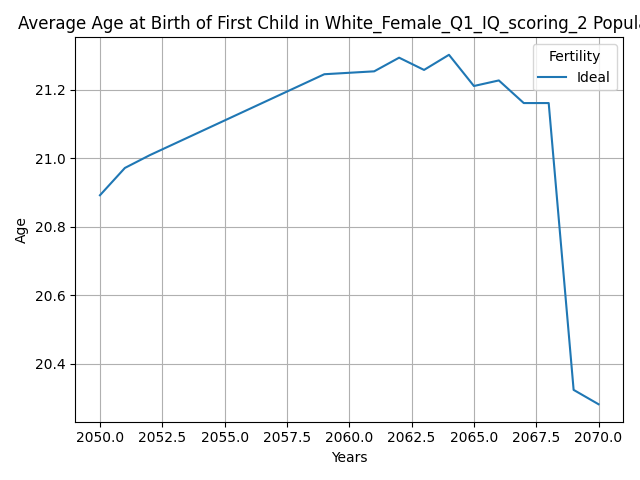 Average Age at Birth of First Child in White_Female_Q1_IQ_scoring_2 Popula
Fertility
Ideal
21.2
21.0
20.8
20.6
20.4
Age
2050.0 2052.5 2055.0 2057.5 2060.0 2062.5 2065.0 2067.5 2070.0
Years